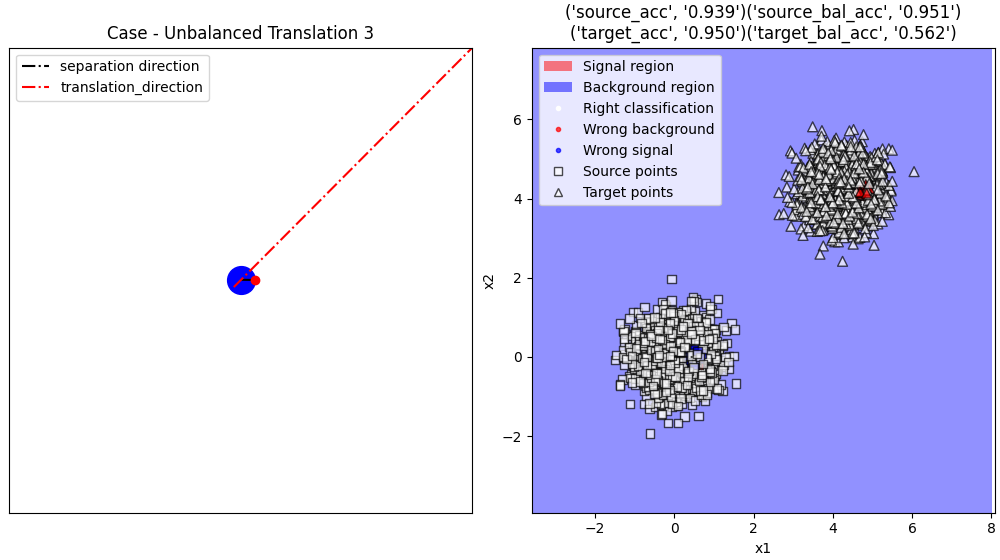 Case - Unbalanced Translation 3
separation direction
translation_direction
('source_acc', '0.939')('source_bal_acc', '0.951')
('target_acc', '0.950')('target_bal_acc', '0.562')
Signal region
Background region
Right classification
Wrong background
Wrong signal
Source points
Target points
x2
6
4
2
0
−2
−2
0
2
4
6
8
x1